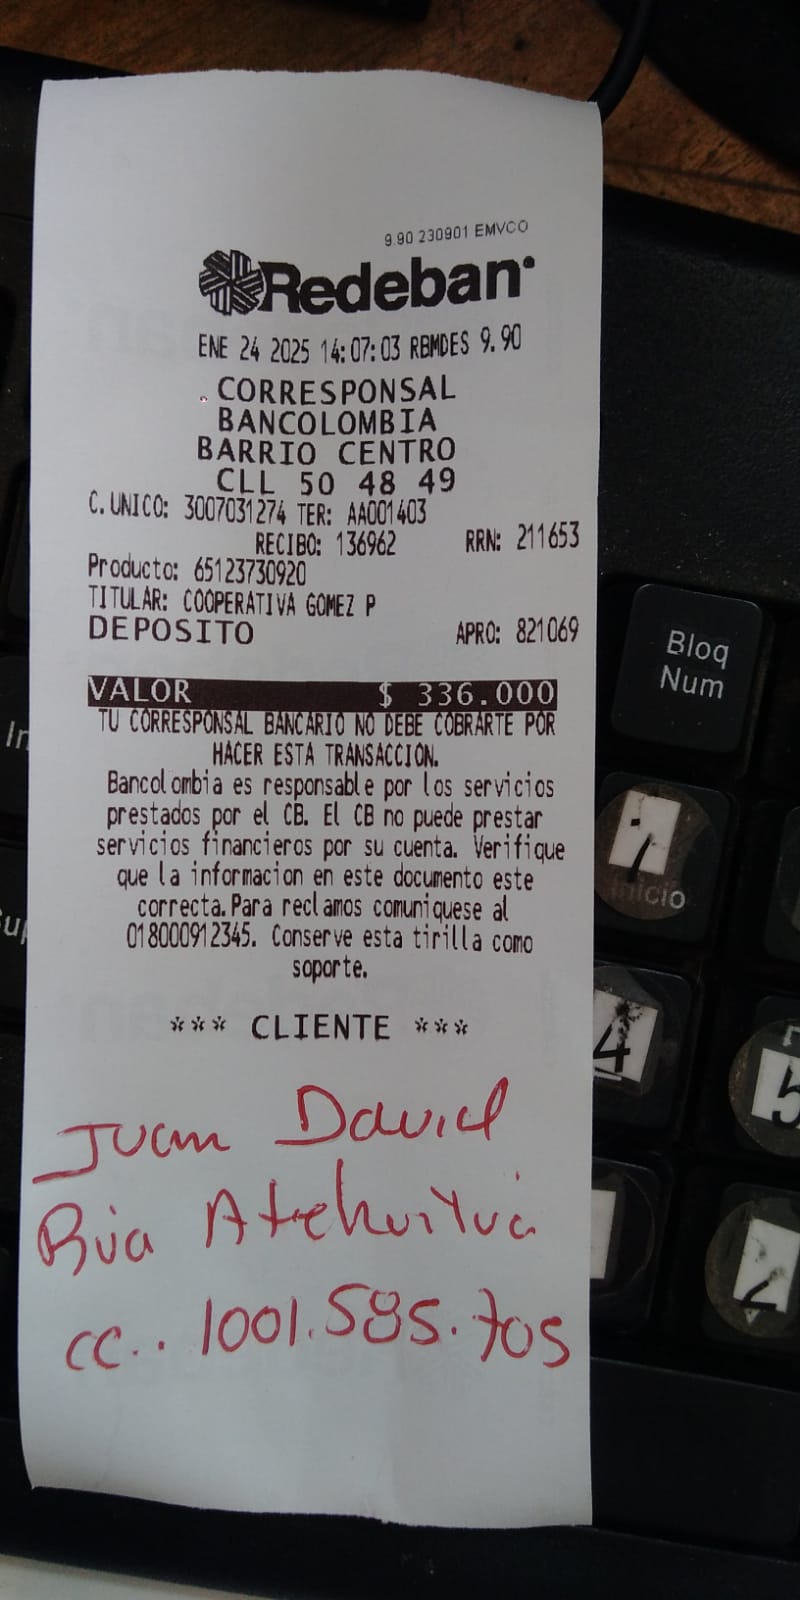 9.90 230901 EMVCO
Redeban
ENE 24 2025 14:07:03 RBMDES 9.90
CORRESPONSAL
BANCOLOMBIA
BARRIO CENTRO
CLL 50 48 49
C.UNICO: 3007031274 TER: AA001403
RECIBO: 136962 RRN: 211653
Producto: 65123730920
TITULAR: COOPERATIVA GOMEZ P
DEPOSITO APRO: 821069
VALOR $ 336.000
TU CORRESPONSAL BANCARIO NO DEBE COBRARTE POR
HACER ESTA TRANSACCION.
Bancolombia es responsable por los servicios
prestados por el CB. El CB no puede prestar
servicios financieros por su cuenta. Verifique
que la informacion en este documento este
correcta.Para reclamos comuniquese al
018000912345. Conserve esta tirilla como
soporte.
*** CLIENTE ***
Juan David
Rúa
cc.. 1001.585.705
Bloq
Num
7
Inicio
4
5
2